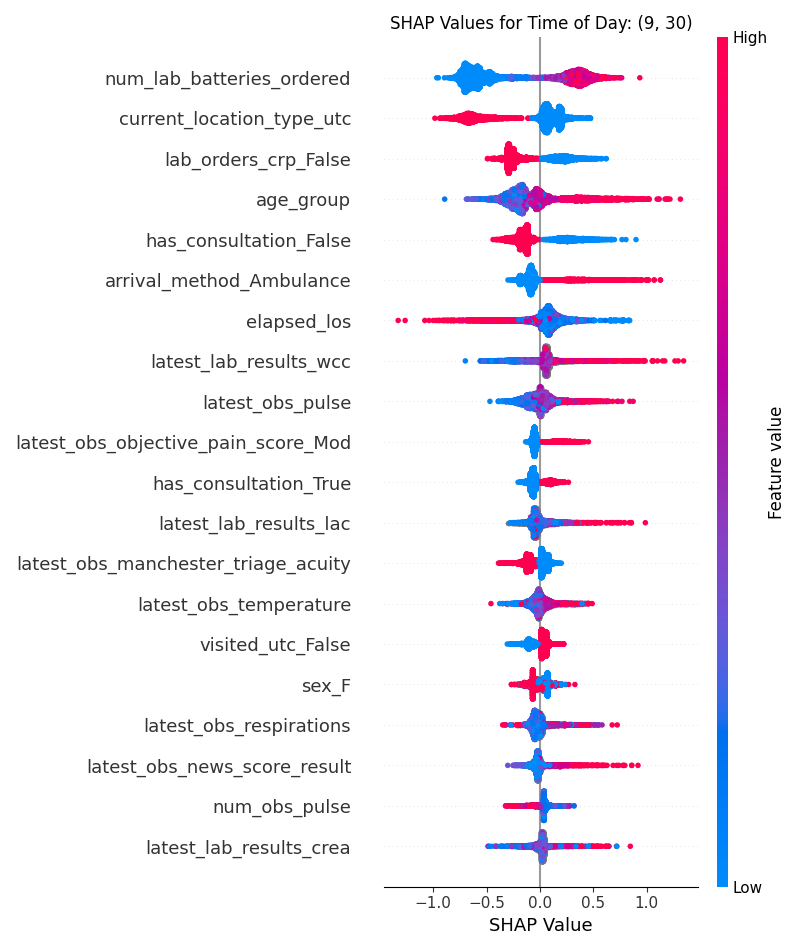 SHAP Values for Time of Day: (9, 30)
High
num_lab_batteries_ordered
current_location_type_utc
lab_orders_crp_False
age_group
has_consultation_False
arrival_method_Ambulance
elapsed_los
latest_lab_results_wcc
latest_obs_pulse
latest_obs_objective_pain_score_Mod
has_consultation_True
latest_lab_results_lac
latest_obs_manchester_triage_acuity
latest_obs_temperature
visited_utc_False
sex_F
latest_obs_respirations
latest_obs_news_score_result
num_obs_pulse
latest_lab_results_crea
Feature value
Low
−1.0 −0.5 0.0 0.5 1.0
SHAP Value